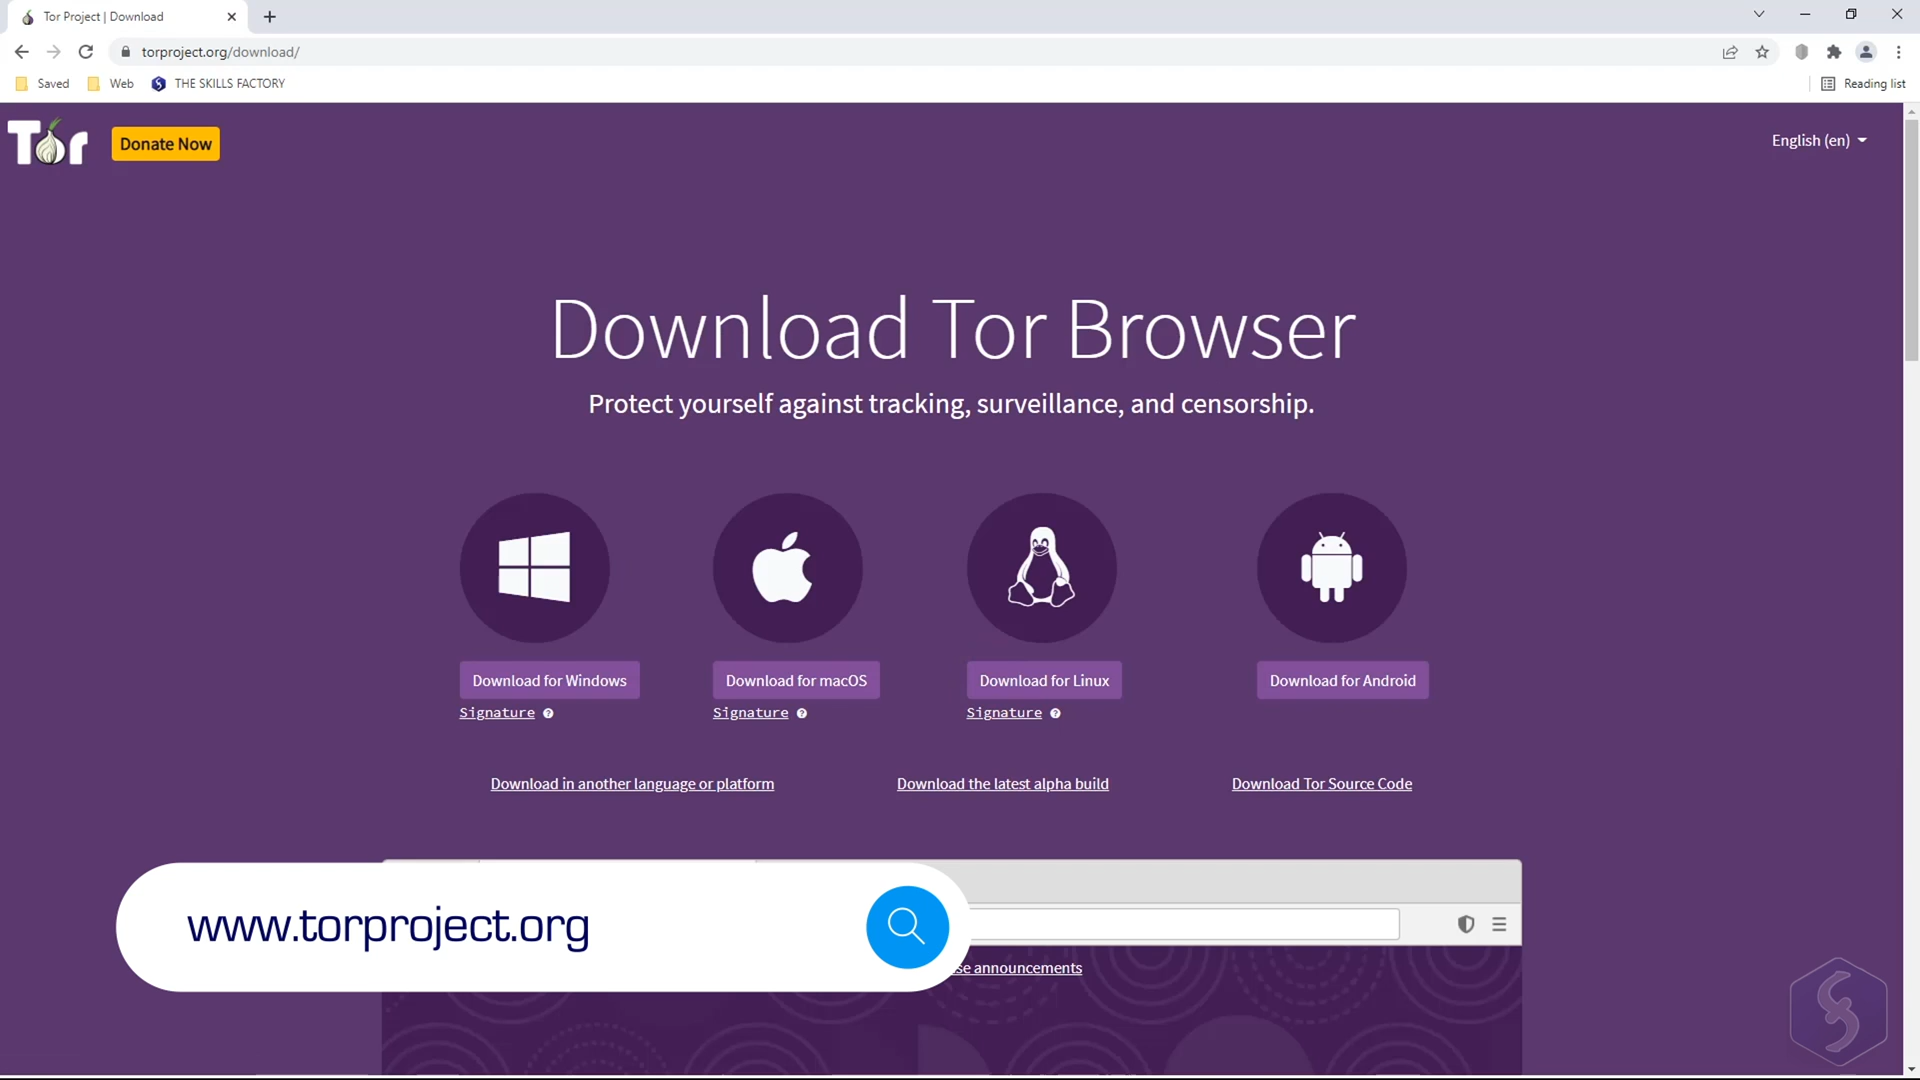 Tor Project | Download
torproject.org/download/
Saved
Web
THE SKILLS FACTORY
Reading list
Tor
Donate Now
English (en)
Download Tor Browser
Protect yourself against tracking, surveillance, and censorship.
Download for Windows
Download for macOS
Download for Linux
Download for Android
Signature ?
Signature ?
Signature ?
Download in another language or platform
Download the latest alpha build
Download Tor Source Code
www.torproject.org
announcements